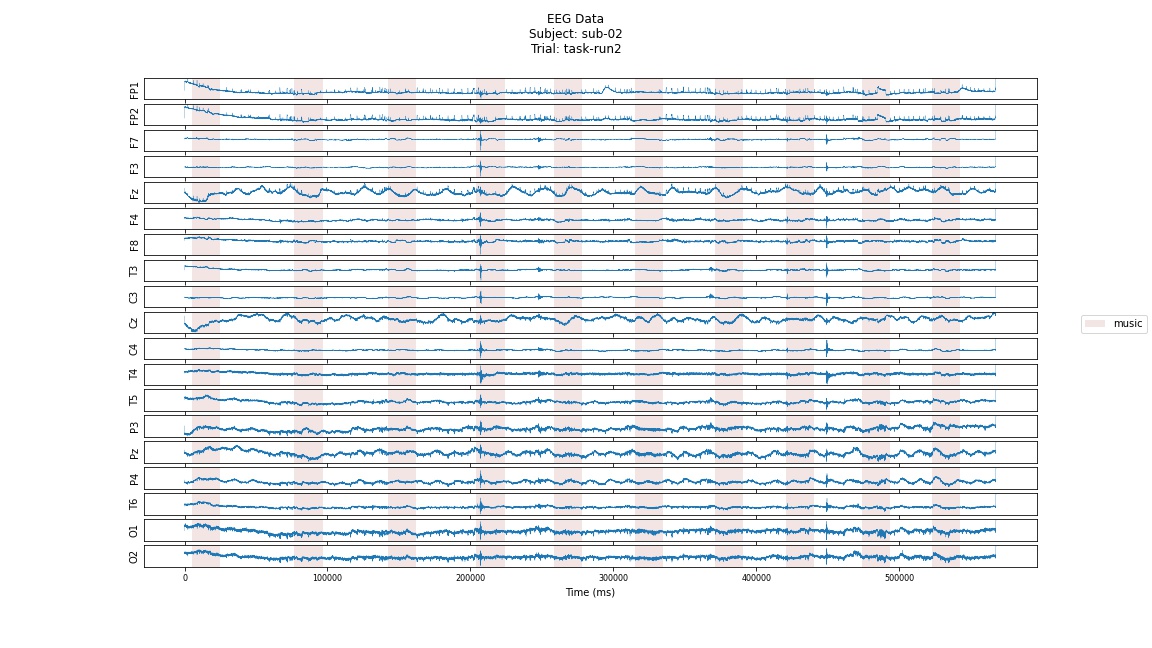 EEG Data
Subject: sub-02
Trial: task-run2
FP1
FP2
F7
F3
Fz
F4
F8
T3
C3
Cz
C4
T4
T5
P3
Pz
P4
T6
O1
O2
music
0 100000 200000 300000 400000 500000
Time (ms)